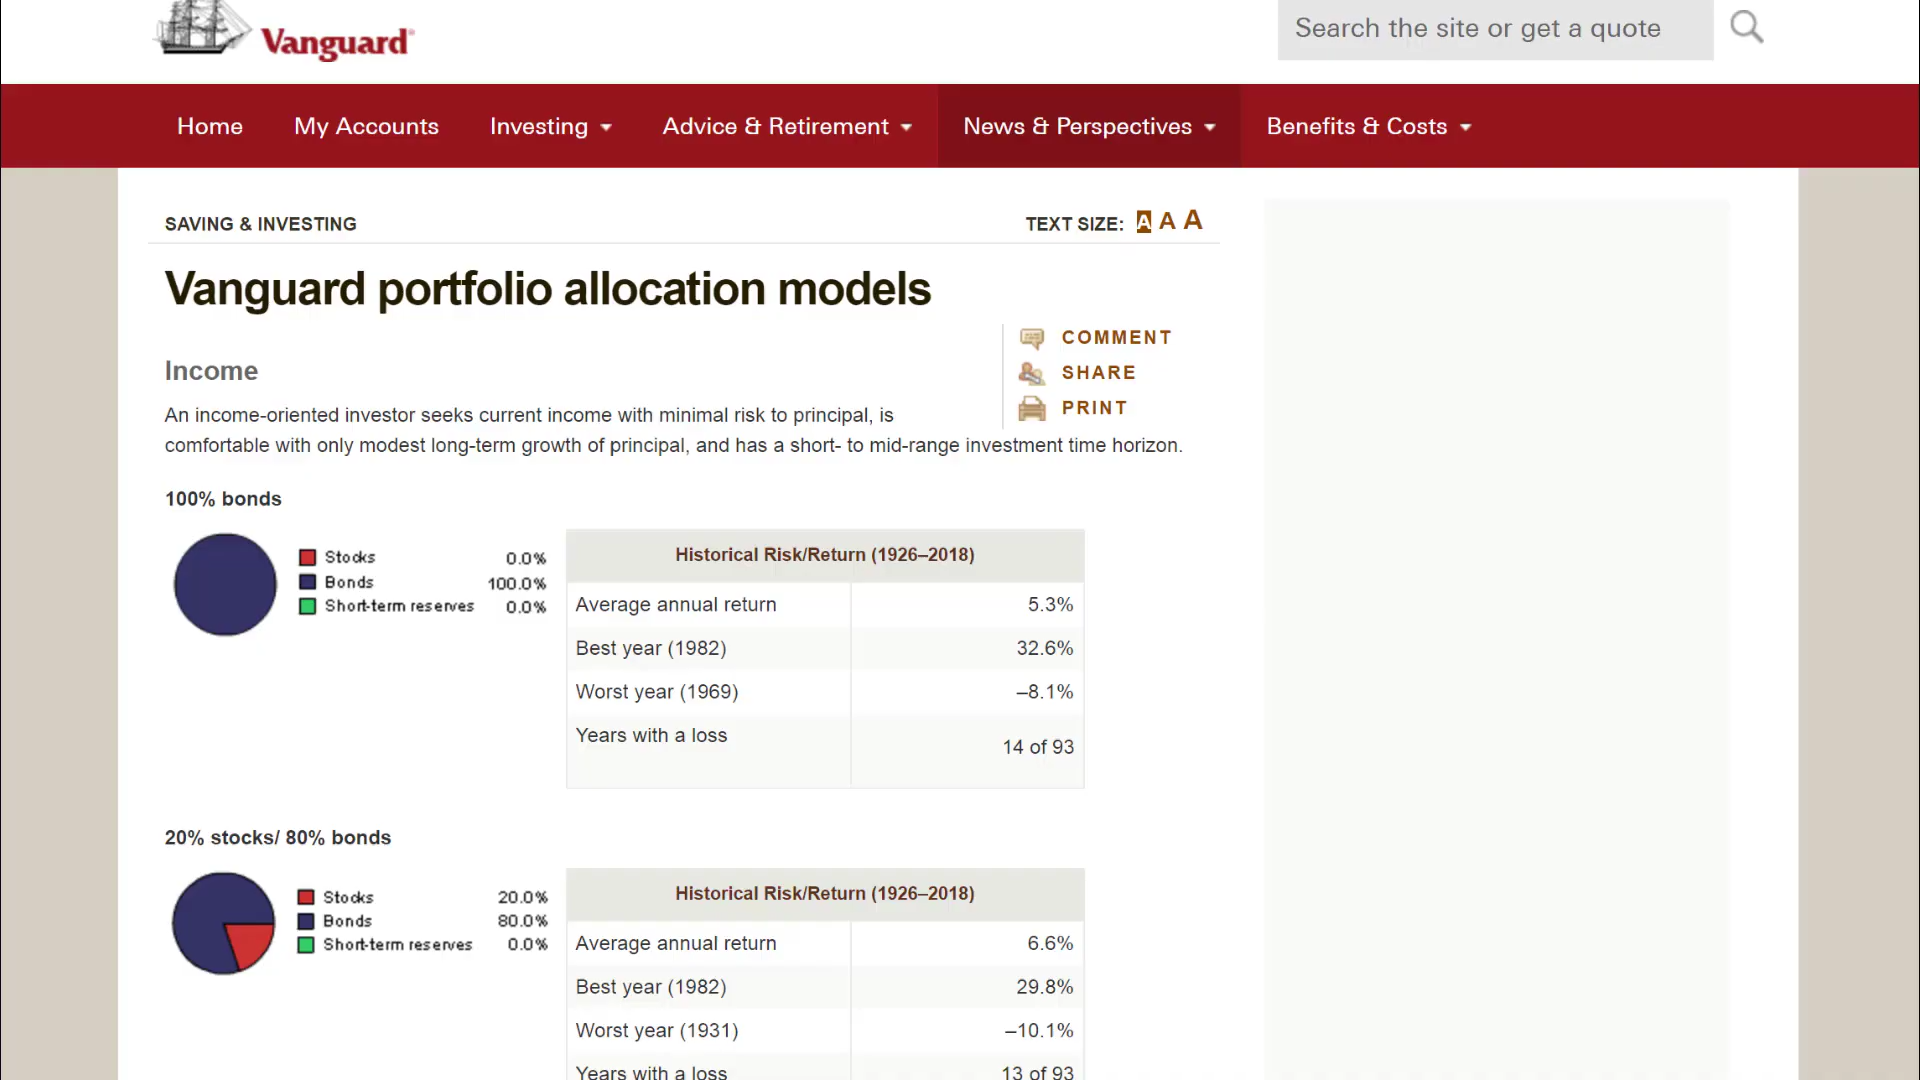 Vanguard
Search the site or get a quote
Home My Accounts Investing Advice & Retirement News & Perspectives Benefits & Costs
SAVING & INVESTING
TEXT SIZE: A A A
Vanguard portfolio allocation models
COMMENT
SHARE
PRINT
Income
An income-oriented investor seeks current income with minimal risk to principal, is
comfortable with only modest long-term growth of principal, and has a short- to mid-range investment time horizon.
100% bonds
Stocks 0.0%
Bonds 100.0%
Short-term reserves 0.0%
Historical Risk/Return (1926–2018)
Average annual return 5.3%
Best year (1982) 32.6%
Worst year (1969) –8.1%
Years with a loss 14 of 93
20% stocks/ 80% bonds
Stocks 20.0%
Bonds 80.0%
Short-term reserves 0.0%
Historical Risk/Return (1926–2018)
Average annual return 6.6%
Best year (1982) 29.8%
Worst year (1931) –10.1%
Years with a loss 13 of 93